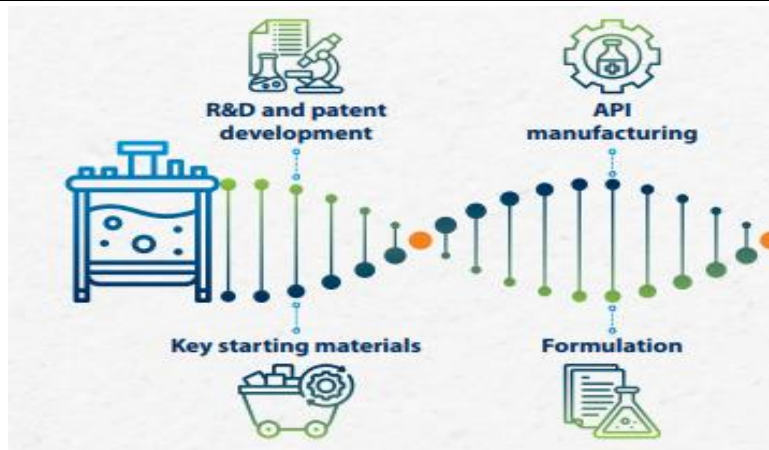 R&D and patent
development
API
manufacturing
Key starting materials
Formulation